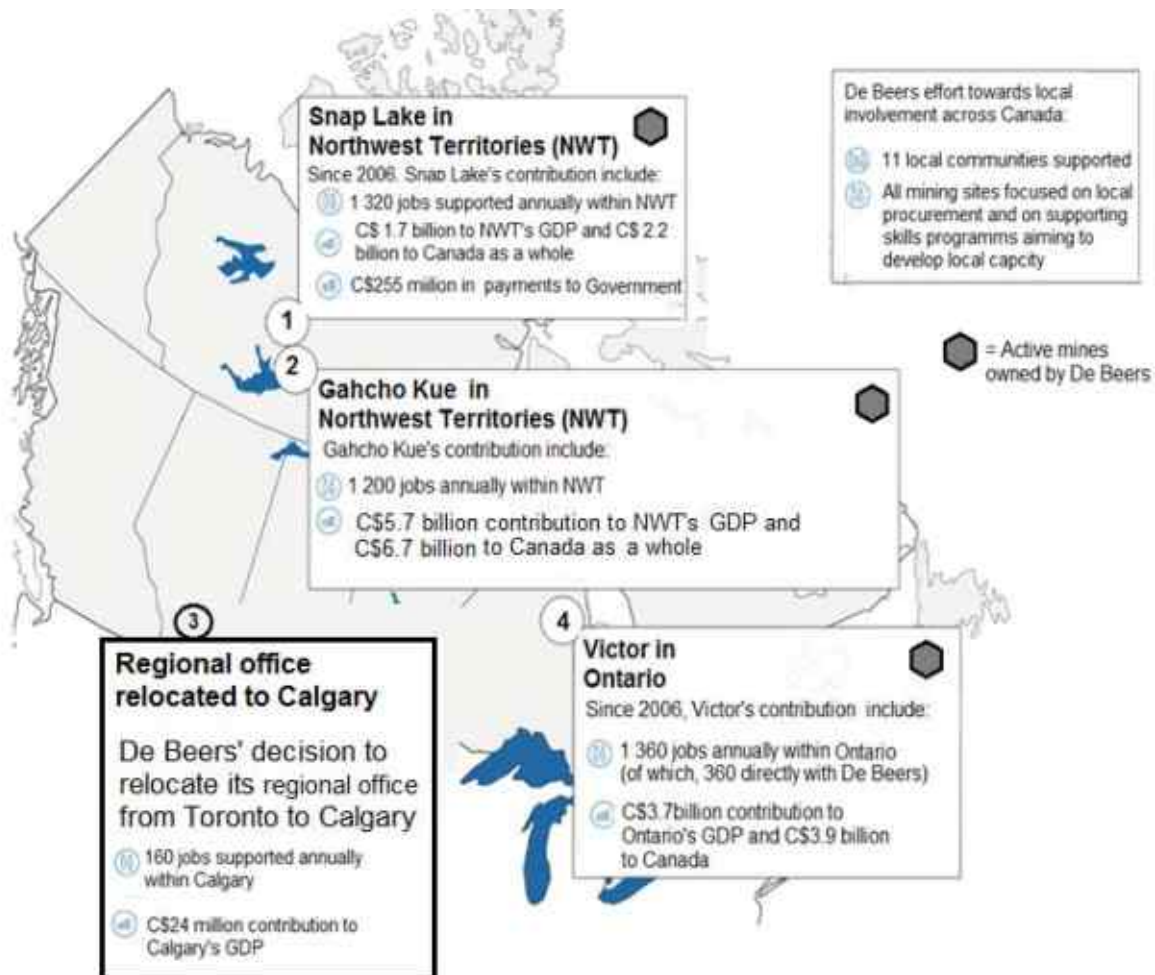 Snap Lake in
Northwest Territories (NWT)
Since 2006, Snap Lake's contribution include:
1 320 jobs supported annually within NWT
C$ 1.7 billion to NWT's GDP and C$ 2.2
billion to Canada as a whole
C$255 million in payments to Government
De Beers effort towards local
involvement across Canada:
11 local communities supported
All mining sites focused on local
procurement and on supporting
skills programms aiming to
develop local capcity
1
= Active mines
owned by De Beers
2
Gahcho Kue in
Northwest Territories (NWT)
Gahcho Kue's contribution include:
1 200 jobs annually within NWT
C$5.7 billion contribution to NWT's GDP and
C$6.7 billion to Canada as a whole
3
Regional office
relocated to Calgary
De Beers' decision to
relocate its regional office
from Toronto to Calgary
160 jobs supported annually
within Calgary
C$24 million contribution to
Calgary's GDP
4
Victor in
Ontario
Since 2006, Victor's contribution include:
1 360 jobs annually within Ontario
(of which, 360 directly with De Beers)
C$3.7billion contribution to
Ontario's GDP and C$3.9 billion
to Canada